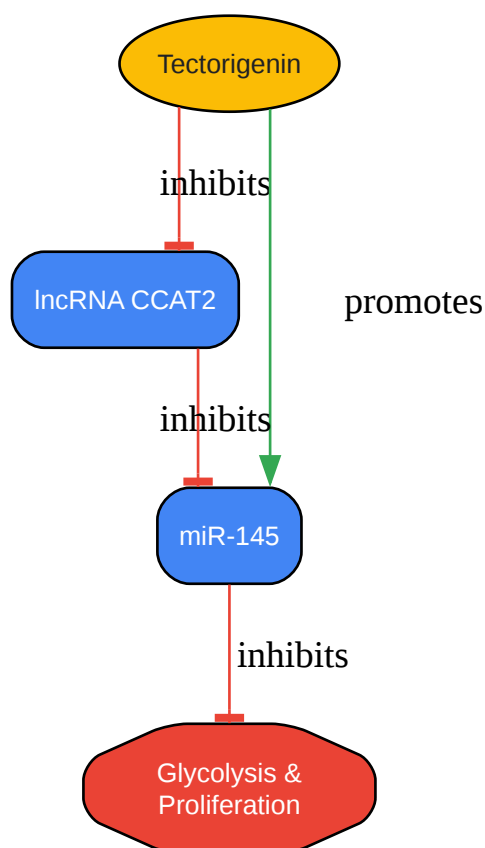 Tectorigenin
inhibits
lncRNA CCAT2
promotes
inhibits
miR-145
inhibits
Glycolysis &
Proliferation